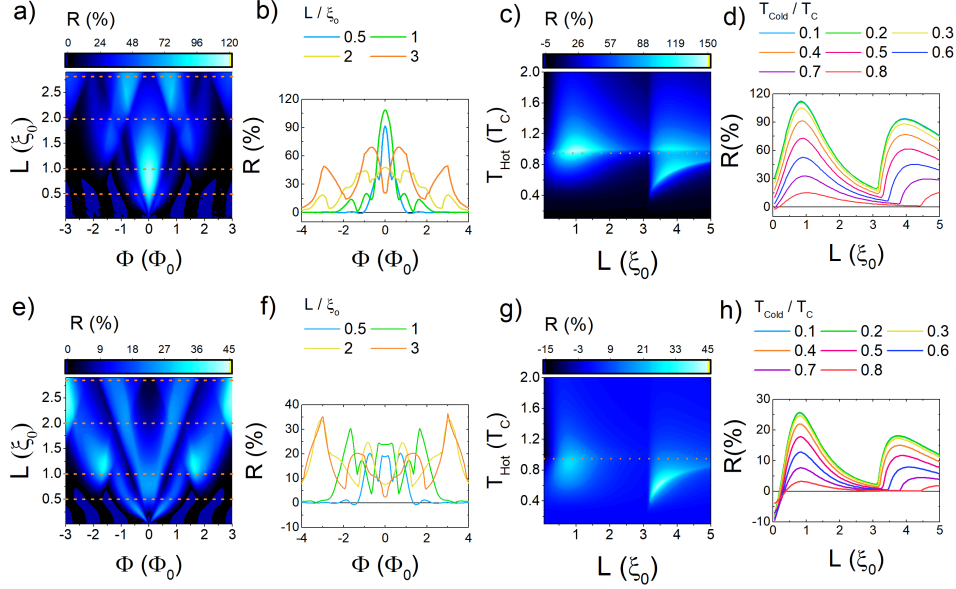 a)
R (%)
0 24 48 72 96 120
L (ξ0)
2.5
2.0
1.5
1.0
0.5
-3 -2 -1 0 1 2 3
Φ (Φ0)
b)
L / ξo
0.5 1
2 3
R (%)
120
90
60
30
0
-4 -2 0 2 4
Φ (Φ0)
c)
R (%)
-5 26 57 88 119 150
THot (TC)
2.0
1.6
1.2
0.8
0.4
0 1 2 3 4 5
L (ξ0)
d)
TCold / TC
0.1 0.2 0.3
0.4 0.5 0.6
0.7 0.8
R(%)
120
90
60
30
0
0 1 2 3 4 5
L (ξ0)
e)
R (%)
0 9 18 27 36 45
L (ξ0)
2.5
2.0
1.5
1.0
0.5
-3 -2 -1 0 1 2 3
Φ (Φ0)
f)
L / ξo
0.5 1
2 3
R (%)
40
30
20
10
0
-10
-4 -2 0 2 4
Φ (Φ0)
g)
R (%)
-15 -3 9 21 33 45
THot (TC)
2.0
1.6
1.2
0.8
0.4
0 1 2 3 4 5
L (ξ0)
h)
TCold / TC
0.1 0.2 0.3
0.4 0.5 0.6
0.7 0.8
R(%)
30
20
10
0
-10
0 1 2 3 4 5
L (ξ0)